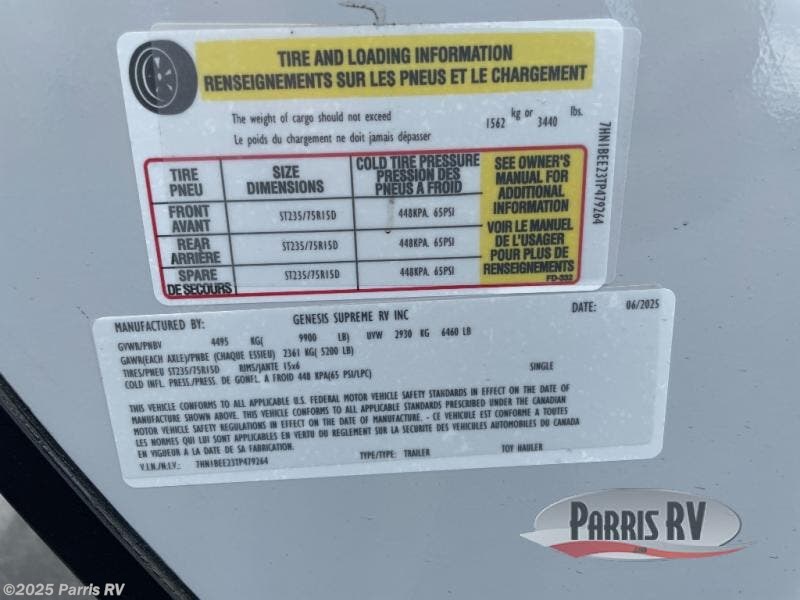 TIRE AND LOADING INFORMATION
RENSEIGNEMENTS SUR LES PNEUS ET LE CHARGEMENT
The weight of cargo should not exceed 1562 kg or 3440 lbs.
Le poids du chargement ne doit jamais dépasser
7HN1BEE23TP479264
TIRE PNEU SIZE DIMENSIONS COLD TIRE PRESSURE PRESSION DES PNEUS A FROID
FRONT AVANT ST235/75R15D 448KPA. 65PSI
REAR ARRIÈRE ST235/75R15D 448KPA. 65PSI
SPARE DE SECOURS ST235/75R15D 448KPA. 65PSI
SEE OWNER'S
MANUAL FOR
ADDITIONAL
INFORMATION
VOIR LE MANUEL
DE L'USAGER
POUR PLUS DE
RENSEIGNEMENTS
FD-332
MANUFACTURED BY: GENESIS SUPREME RV INC DATE: 06/2025
GVWR/PNBV 4495 KG( 9900 LB) UVW 2930 KG 6460 LB
GAWR(EACH AXLE)/PNBE (CHAQUE ESSIEU) 2361 KG( 5200 LB)
TIRES/PNEU ST235/75R15D RIMS/JANTE 15x6 SINGLE
COLD INFL. PRESS./PRESS. DE GONFL. A FROID 448 KPA(65 PSI/LPC)
THIS VEHICLE CONFORMS TO ALL APPLICABLE U.S. FEDERAL MOTOR VEHICLE SAFETY STANDARDS IN EFFECT ON THE DATE OF
MANUFACTURE SHOWN ABOVE. THIS VEHICLE CONFORMS TO ALL APPLICABLE STANDARDS PRESCRIBED UNDER THE CANADIAN
MOTOR VEHICLE SAFETY REGULATIONS IN EFFECT ON THE DATE OF MANUFACTURE. - CE VEHICULE EST CONFORME A TOUTES
LES NORMES QUI LUI SONT APPLICABLES EN VERTU DU REGLEMENT SUR LA SECURITE DES VEHICULES AUTOMOBILES DU CANADA
EN VIGUEUR A LA DATE DE SA FABRICATION.
V.I.N./N.I.V.: 7HN1BEE23TP479264 TYPE/TYPE: TRAILER TOY HAULER
PARRIS RV
©2025 Parris RV